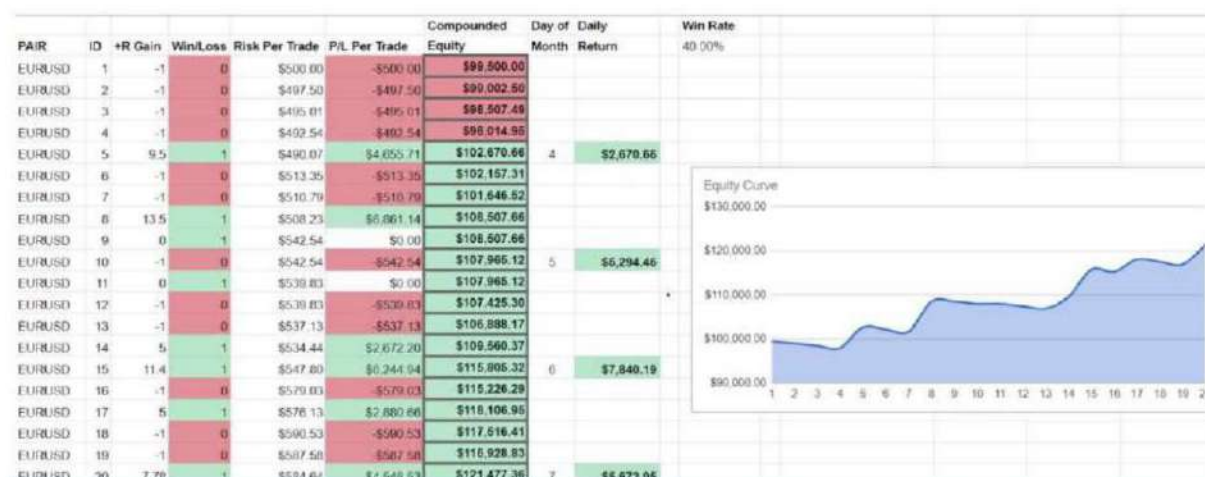 Compounded Day of Daily Win Rate
PAIR ID +R Gain Win/Loss Risk Per Trade P/L Per Trade Equity Month Return 40.00%
EURUSD 1 -1 0 $500.00 -$500.00 $99,500.00
EURUSD 2 -1 0 $497.50 -$497.50 $99,002.50
EURUSD 3 -1 0 $495.01 -$495.01 $98,507.49
EURUSD 4 -1 0 $492.54 -$492.54 $98,014.95
EURUSD 5 9.5 1 $490.07 $4,655.71 $102,670.66 4 $2,670.66
EURUSD 6 -1 0 $513.35 -$513.35 $102,157.31
EURUSD 7 -1 0 $510.79 -$510.79 $101,646.52
EURUSD 8 13.5 1 $508.23 $6,861.14 $108,507.66
EURUSD 9 0 1 $542.54 $0.00 $108,507.66
EURUSD 10 -1 0 $542.54 -$542.54 $107,965.12 5 $5,294.46
EURUSD 11 0 1 $539.83 $0.00 $107,965.12
EURUSD 12 -1 0 $539.83 -$539.83 $107,425.30
EURUSD 13 -1 0 $537.13 -$537.13 $106,888.17
EURUSD 14 5 1 $534.44 $2,672.20 $109,560.37
EURUSD 15 11.4 1 $547.80 $6,244.94 $115,805.32 6 $7,840.19
EURUSD 16 -1 0 $579.03 -$579.03 $115,226.29
EURUSD 17 5 1 $576.13 $2,880.66 $118,106.95
EURUSD 18 -1 0 $590.53 -$590.53 $117,516.41
EURUSD 19 -1 0 $587.58 -$587.58 $116,928.83
EURUSD 20 7.78 1 $584.64 $4,548.53 $121,477.36 7 $5,672.05
Equity Curve
$130,000.00
$120,000.00
$110,000.00
$100,000.00
$90,000.00
1 2 3 4 5 6 7 8 9 10 11 12 13 14 15 16 17 18 19